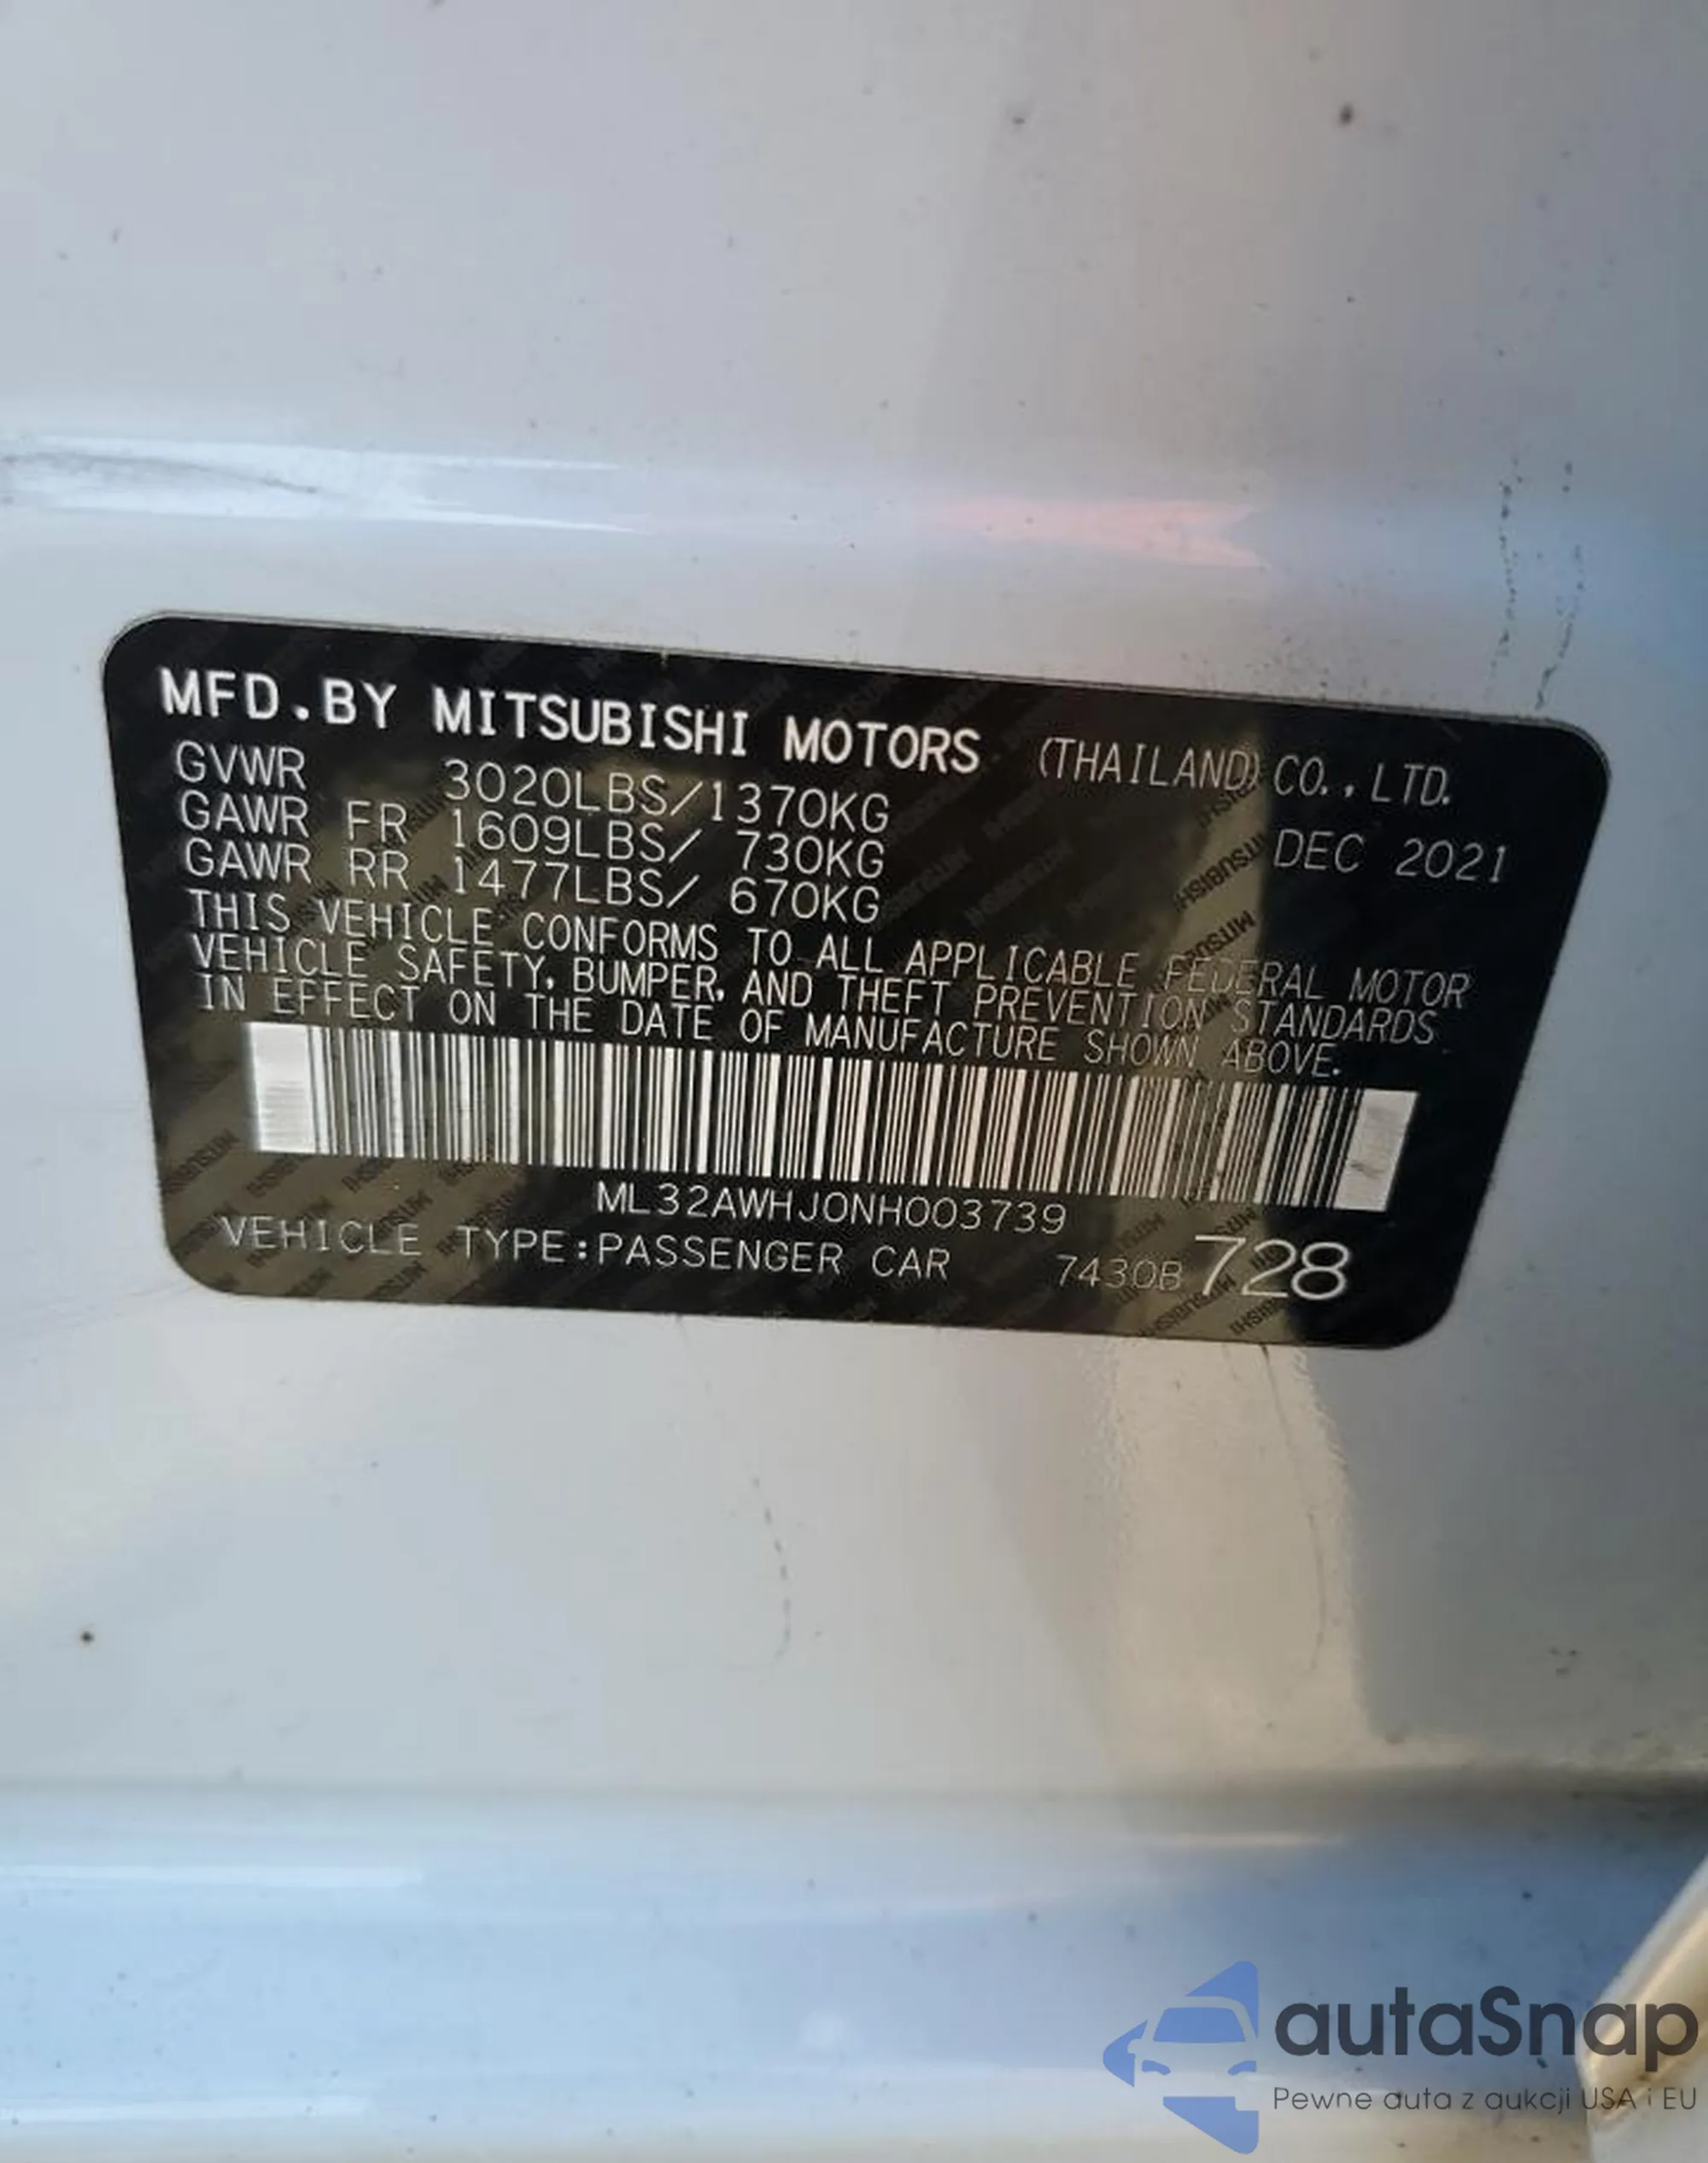 MFD.BY MITSUBISHI MOTORS (THAILAND) CO.,LTD.
GVWR 3020LBS/1370KG
GAWR FR 1609LBS/ 730KG DEC 2021
GAWR RR 1477LBS/ 670KG
THIS VEHICLE CONFORMS TO ALL APPLICABLE FEDERAL MOTOR
VEHICLE SAFETY, BUMPER, AND THEFT PREVENTION STANDARDS
IN EFFECT ON THE DATE OF MANUFACTURE SHOWN ABOVE.
ML32AWHJ0NH003739
VEHICLE TYPE:PASSENGER CAR 7430B 728
autaSnap
Pewne auta z aukcji USA i EU